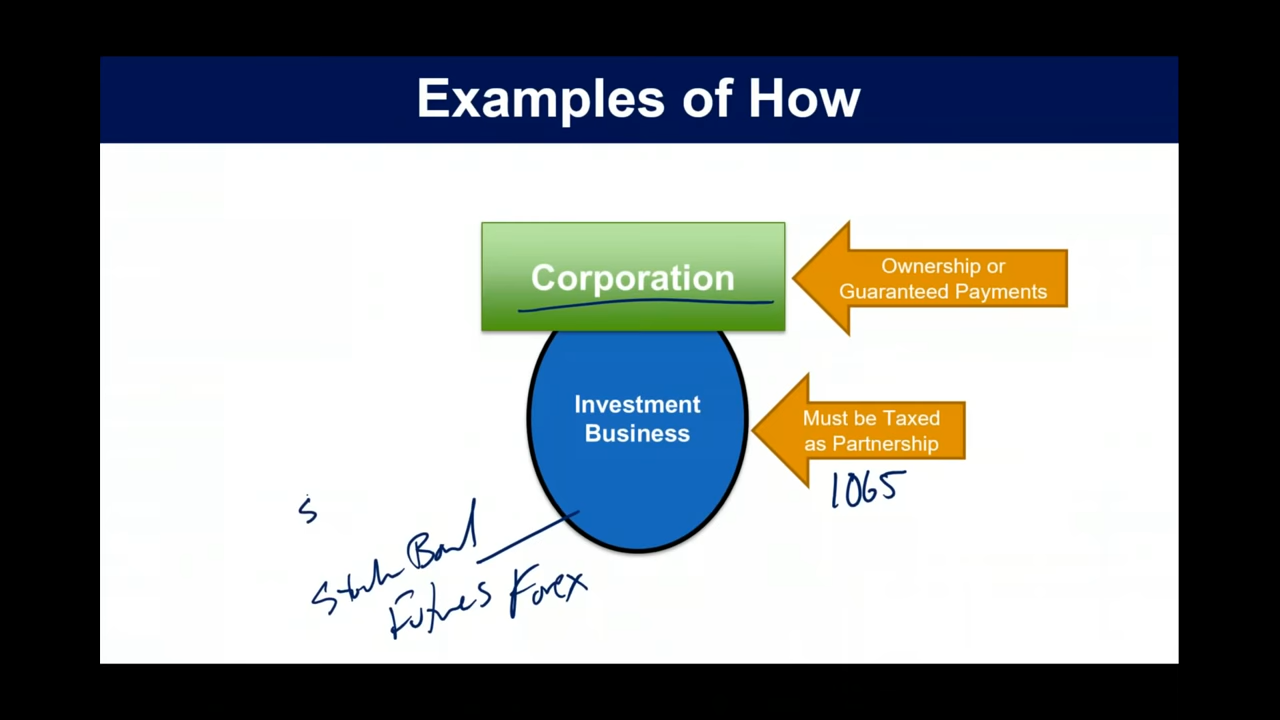 Examples of How
Corporation
Ownership or
Guaranteed Payments
Investment
Business
Must be Taxed
as Partnership
1065
S
Stock Bond
Futures Forex